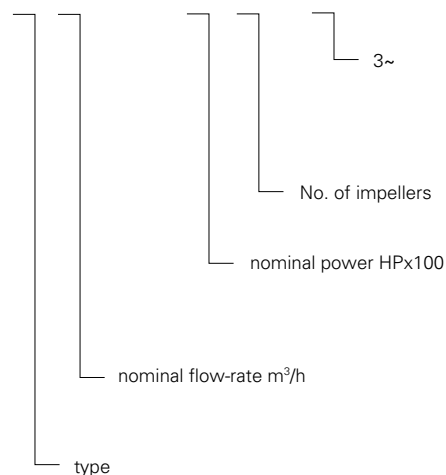 3~
No. of impellers
nominal power HPx100
nominal flow-rate m³/h
type